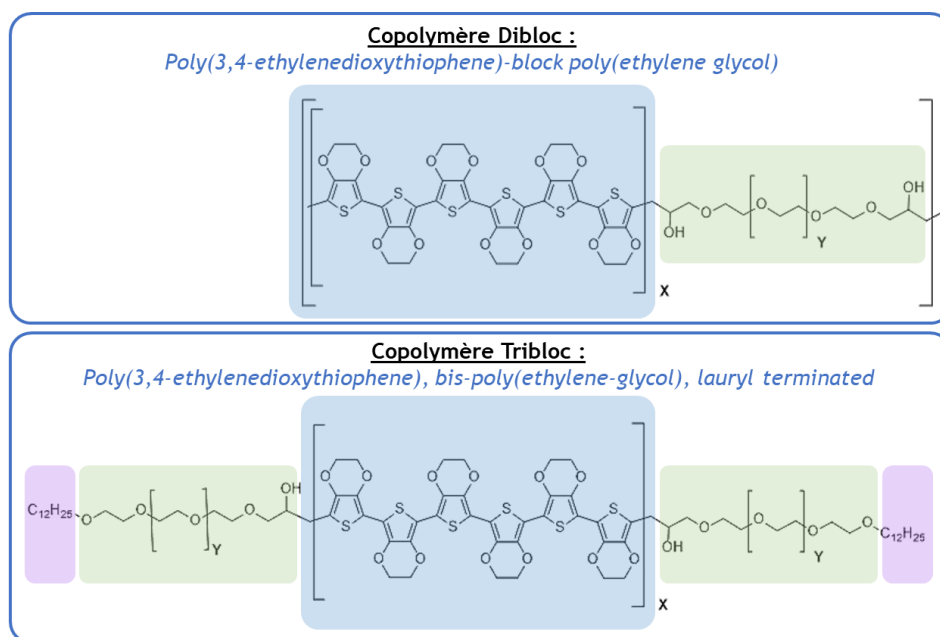 Copolymère Dibloc :
Poly(3,4-ethylenedioxythiophene)-block poly(ethylene glycol)
O O O O O O OH
S S S O O O O
S S S OH Y
O O O O O O
X
Copolymère Tribloc :
Poly(3,4-ethylenedioxythiophene), bis-poly(ethylene-glycol), lauryl terminated
O O O O O O
OH
C12H25 O O O O S S S O O O O C12H25
Y S S S OH Y
O O O O O O
X